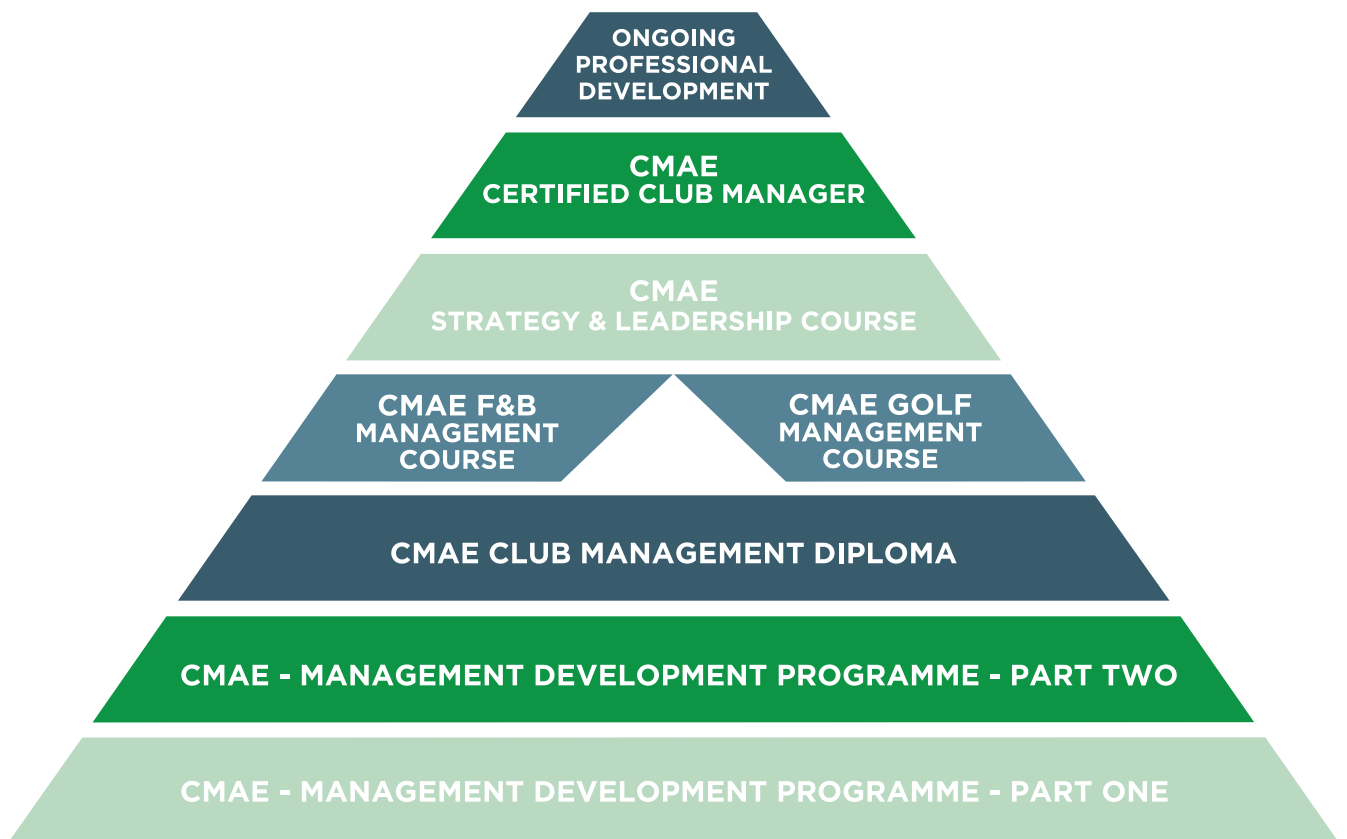 ONGOING
PROFESSIONAL
DEVELOPMENT
CMAE
CERTIFIED CLUB MANAGER
CMAE
STRATEGY & LEADERSHIP COURSE
CMAE F&B
MANAGEMENT
COURSE
CMAE GOLF
MANAGEMENT
COURSE
CMAE CLUB MANAGEMENT DIPLOMA
CMAE - MANAGEMENT DEVELOPMENT PROGRAMME - PART TWO
CMAE - MANAGEMENT DEVELOPMENT PROGRAMME - PART ONE